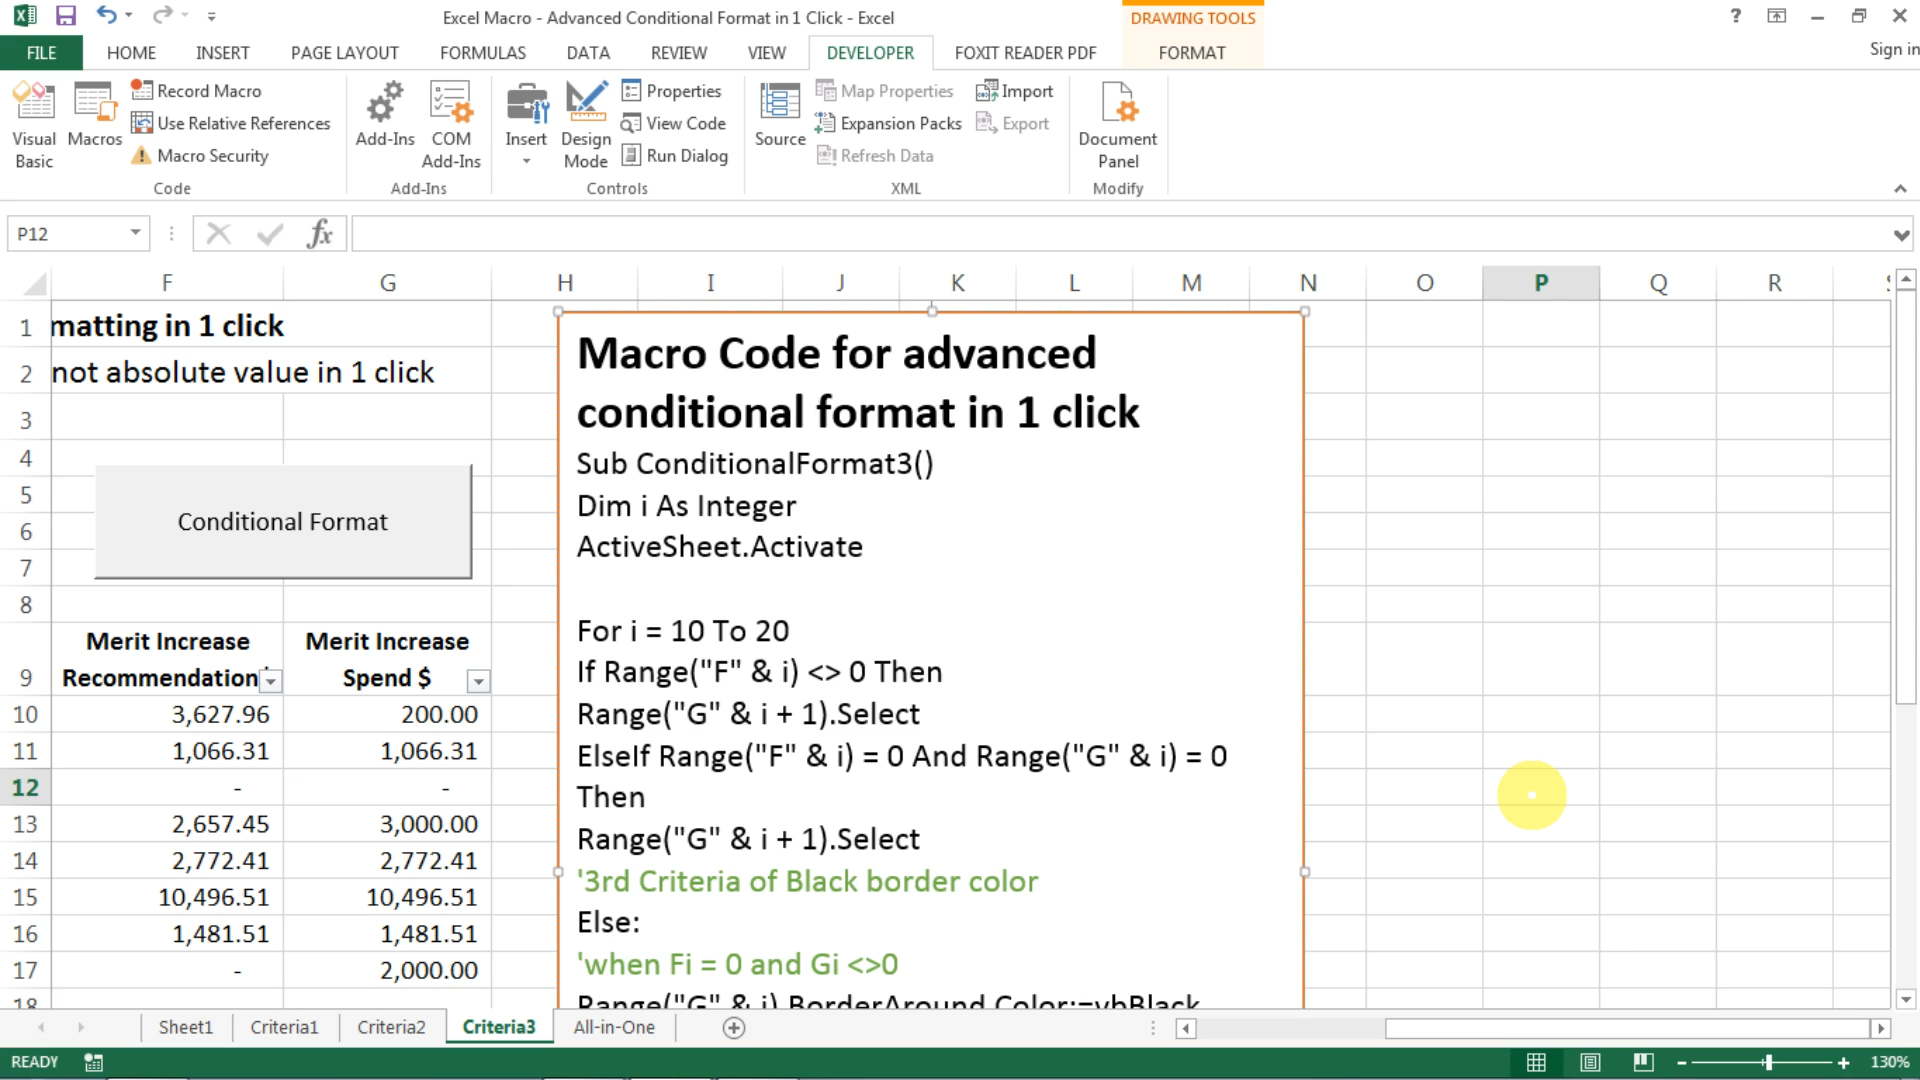 Excel Macro - Advanced Conditional Format in 1 Click - Excel
DRAWING TOOLS
?
FILE HOME INSERT PAGE LAYOUT FORMULAS DATA REVIEW VIEW DEVELOPER FOXIT READER PDF FORMAT
Sign in
Visual Basic
Macros
Record Macro
Use Relative References
Macro Security
Code
Add-Ins
COM Add-Ins
Add-Ins
Insert
Design Mode
Properties
View Code
Run Dialog
Controls
Source
Map Properties
Expansion Packs
Refresh Data
Import
Export
XML
Document Panel
Modify
P12
fx
F G H I J K L M N O P Q R
1 matting in 1 click
2 not absolute value in 1 click
3
4
5
6
7
8
Conditional Format
9 Merit Increase Recommendation Merit Increase Spend $
10 3,627.96 200.00
11 1,066.31 1,066.31
12 - -
13 2,657.45 3,000.00
14 2,772.41 2,772.41
15 10,496.51 10,496.51
16 1,481.51 1,481.51
17 - 2,000.00
18
Macro Code for advanced
conditional format in 1 click
Sub ConditionalFormat3()
Dim i As Integer
ActiveSheet.Activate
For i = 10 To 20
If Range("F" & i) <> 0 Then
Range("G" & i + 1).Select
ElseIf Range("F" & i) = 0 And Range("G" & i) = 0
Then
Range("G" & i + 1).Select
'3rd Criteria of Black border color
Else:
'when Fi = 0 and Gi <>0
Range("G" & i).BorderAround Color:=vbBlack
Sheet1 Criteria1 Criteria2 Criteria3 All-in-One
READY
130%